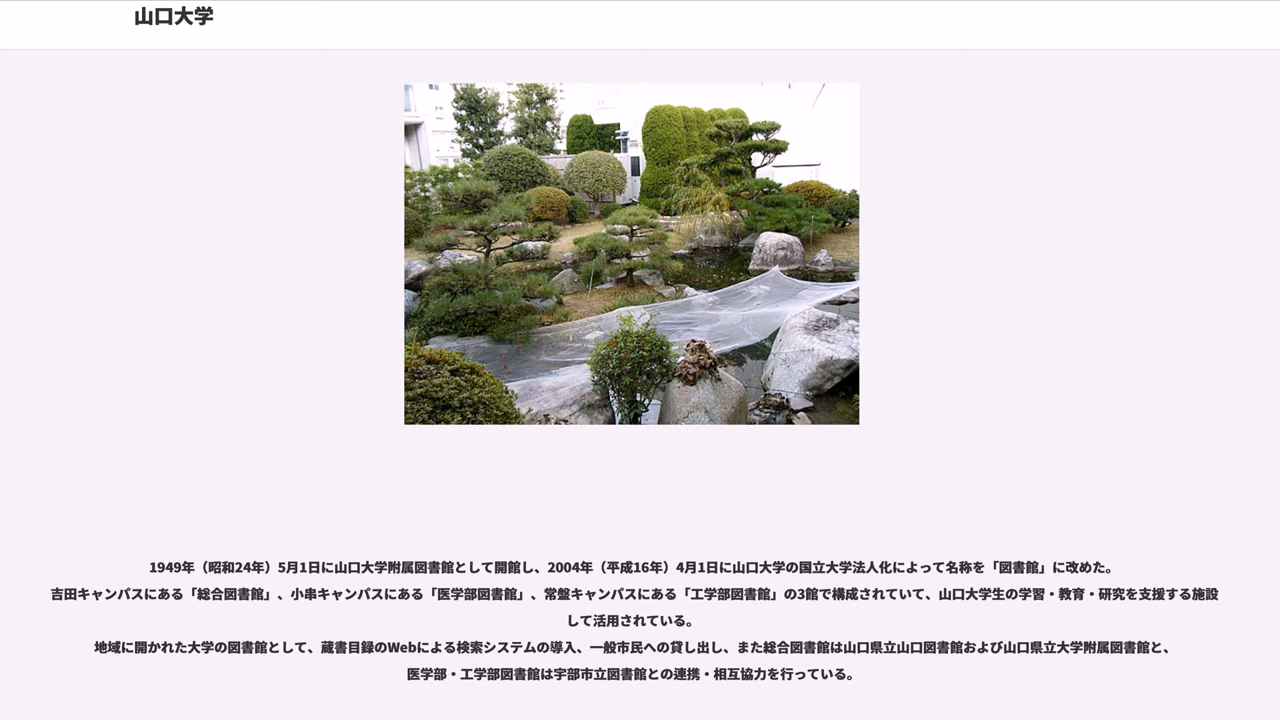 山口大学
1949年（昭和24年）5月1日に山口大学附属図書館として開館し、2004年（平成16年）4月1日に山口大学の国立大学法人化によって名称を「図書館」に改めた。
吉田キャンパスにある「総合図書館」、小串キャンパスにある「医学部図書館」、常盤キャンパスにある「工学部図書館」の3館で構成されていて、山口大学生の学習・教育・研究を支援する施設
して活用されている。
地域に開かれた大学の図書館として、蔵書目録のWebによる検索システムの導入、一般市民への貸し出し、また総合図書館は山口県立山口図書館および山口県立大学附属図書館と、
医学部・工学部図書館は宇部市立図書館との連携・相互協力を行っている。